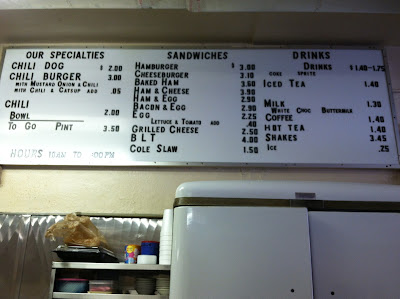 OUR SPECIALTIES
CHILI DOG $ 2.00
CHILI BURGER 3.00
WITH MUSTARD ONION & CHILI
WITH CHILI & CATSUP ADD .05
CHILI
BOWL 2.00
TO GO PINT 3.50
HOURS
SANDWICHES
HAMBURGER $ 3.00
CHEESEBURGER 3.10
BAKED HAM 3.50
HAM & CHEESE 3.90
HAM & EGG 2.90
BACON & EGG 2.90
EGG 2.25
LETTUCE & TOMATO ADD .40
GRILLED CHEESE 2.50
B L T 4.00
COLE SLAW 1.50
DRINKS
DRINKS $ 1.40-1.75
COKE SPRITE
ICED TEA 1.40
MILK 1.30
WHITE CHOC BUTTERMILK
COFFEE 1.40
HOT TEA 1.40
SHAKES 3.45
ICE .25